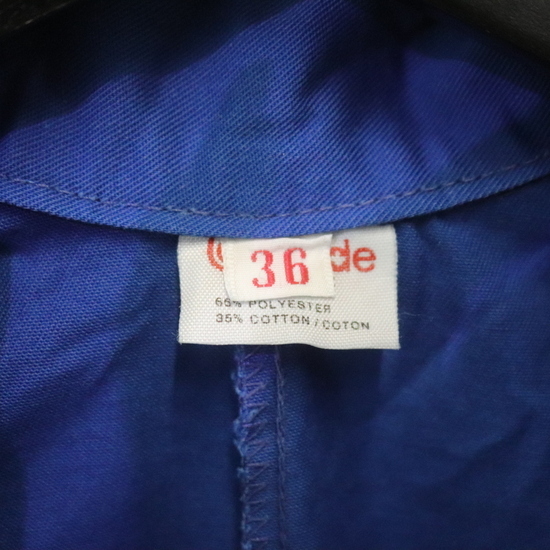 36
65% POLYESTER
35% COTTON / COTON